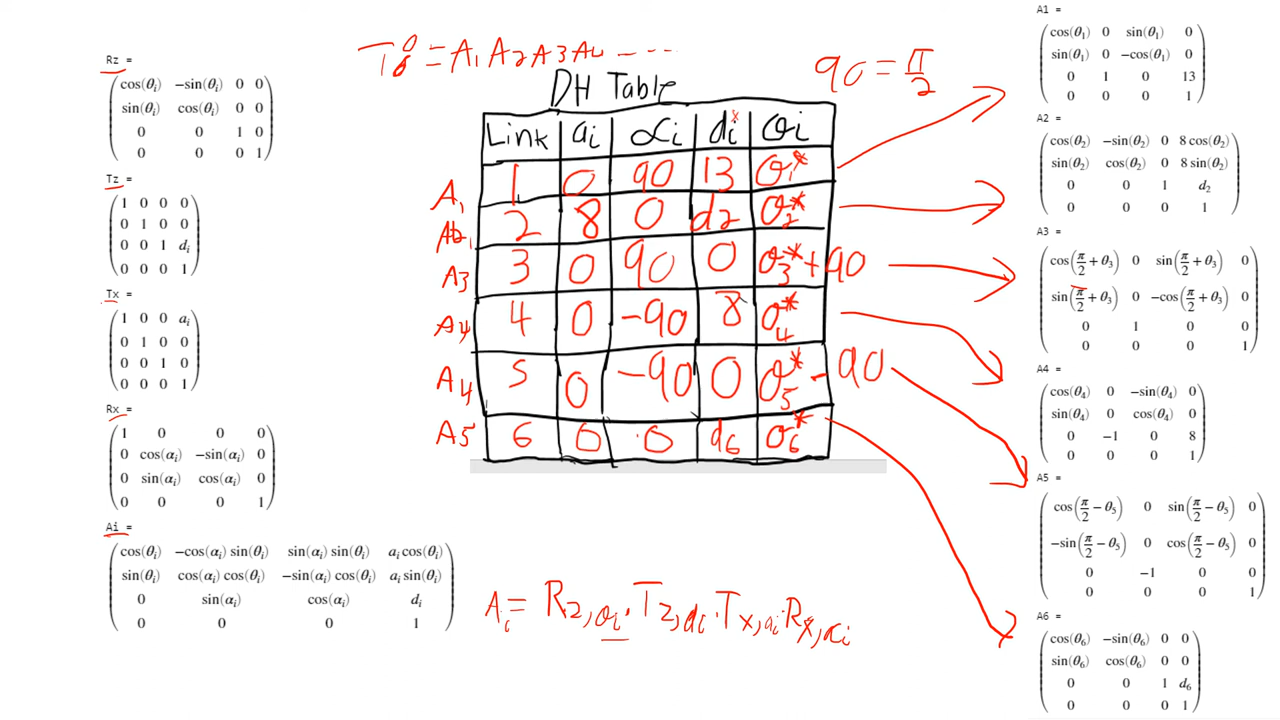 Rz =
cos(θi) −sin(θi) 0 0
sin(θi) cos(θi) 0 0
0 0 1 0
0 0 0 1
Tz =
1 0 0 0
0 1 0 0
0 0 1 di
0 0 0 1
Tx =
1 0 0 ai
0 1 0 0
0 0 1 0
0 0 0 1
Rx =
1 0 0 0
0 cos(αi) −sin(αi) 0
0 sin(αi) cos(αi) 0
0 0 0 1
Ai =
cos(θi) −cos(αi) sin(θi) sin(αi) sin(θi) ai cos(θi)
sin(θi) cos(αi) cos(θi) −sin(αi) cos(θi) ai sin(θi)
0 sin(αi) cos(αi) di
0 0 0 1
= A1 A2 A3 A4 -- ---
90 = π/2
DH Table
Link ai αi di* θi
A1 1 0 90 13 θ1*
2 8 0 d2 θ2*
A3 3 0 90 0 θ3*+90
A4 4 0 −90 8 θ4*
A4 5 0 −90 0 θ5*−90
A5 6 0 0 d6 θ6*
Ai = Rz,θi · Tz,di · Tx,ai · Rx,αi
A1 =
cos(θ1) 0 sin(θ1) 0
sin(θ1) 0 −cos(θ1) 0
0 1 0 13
0 0 0 1
A2 =
cos(θ2) −sin(θ2) 0 8 cos(θ2)
sin(θ2) cos(θ2) 0 8 sin(θ2)
0 0 1 d2
0 0 0 1
A3 =
cos(π/2 + θ3) 0 sin(π/2 + θ3) 0
sin(π/2 + θ3) 0 −cos(π/2 + θ3) 0
0 1 0 0
0 0 0 1
A4 =
cos(θ4) 0 −sin(θ4) 0
sin(θ4) 0 cos(θ4) 0
0 −1 0 8
0 0 0 1
A5 =
cos(π/2 − θ5) 0 sin(π/2 − θ5) 0
−sin(π/2 − θ5) 0 cos(π/2 − θ5) 0
0 −1 0 0
0 0 0 1
A6 =
cos(θ6) −sin(θ6) 0 0
sin(θ6) cos(θ6) 0 0
0 0 1 d6
0 0 0 1